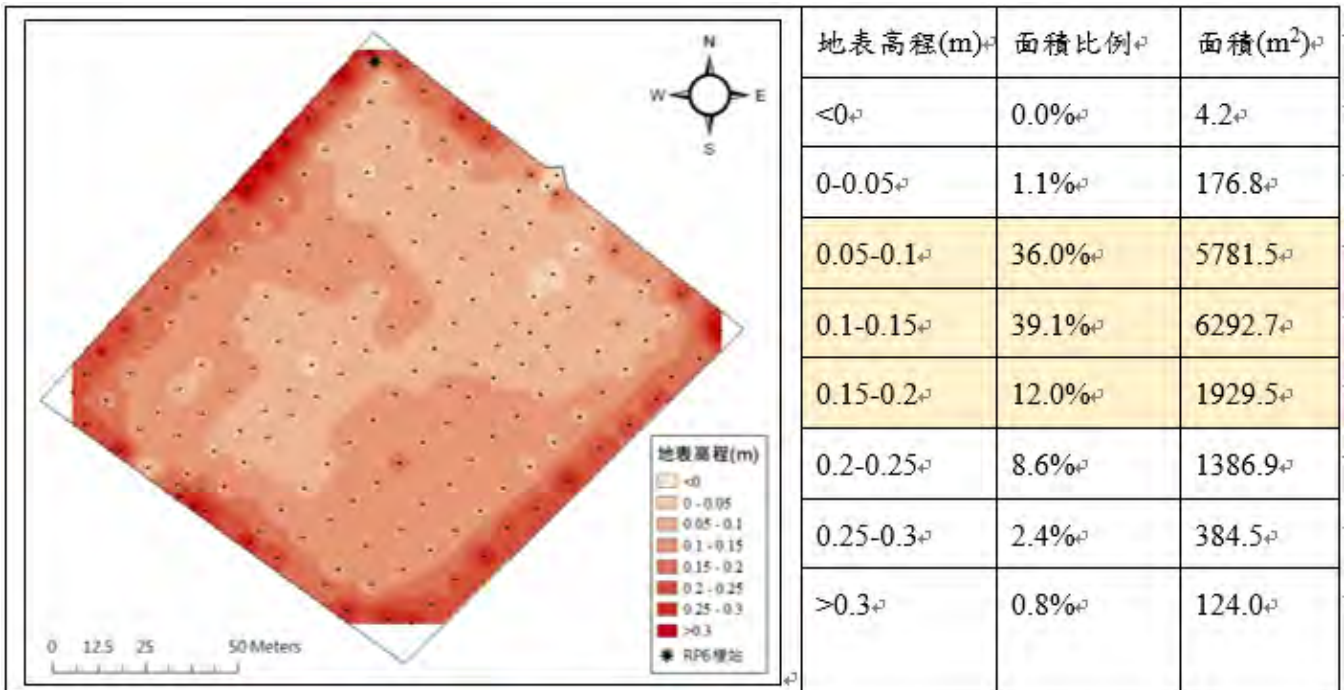 N
W E
S
地表高程(m)
<0
0 - 0.05
0.05 - 0.1
0.1 - 0.15
0.15 - 0.2
0.2 - 0.25
0.25 - 0.3
>0.3
RP6樁站
0 12.5 25 50 Meters
地表高程(m) 面積比例 面積(m²)
<0 0.0% 4.2
0-0.05 1.1% 176.8
0.05-0.1 36.0% 5781.5
0.1-0.15 39.1% 6292.7
0.15-0.2 12.0% 1929.5
0.2-0.25 8.6% 1386.9
0.25-0.3 2.4% 384.5
>0.3 0.8% 124.0